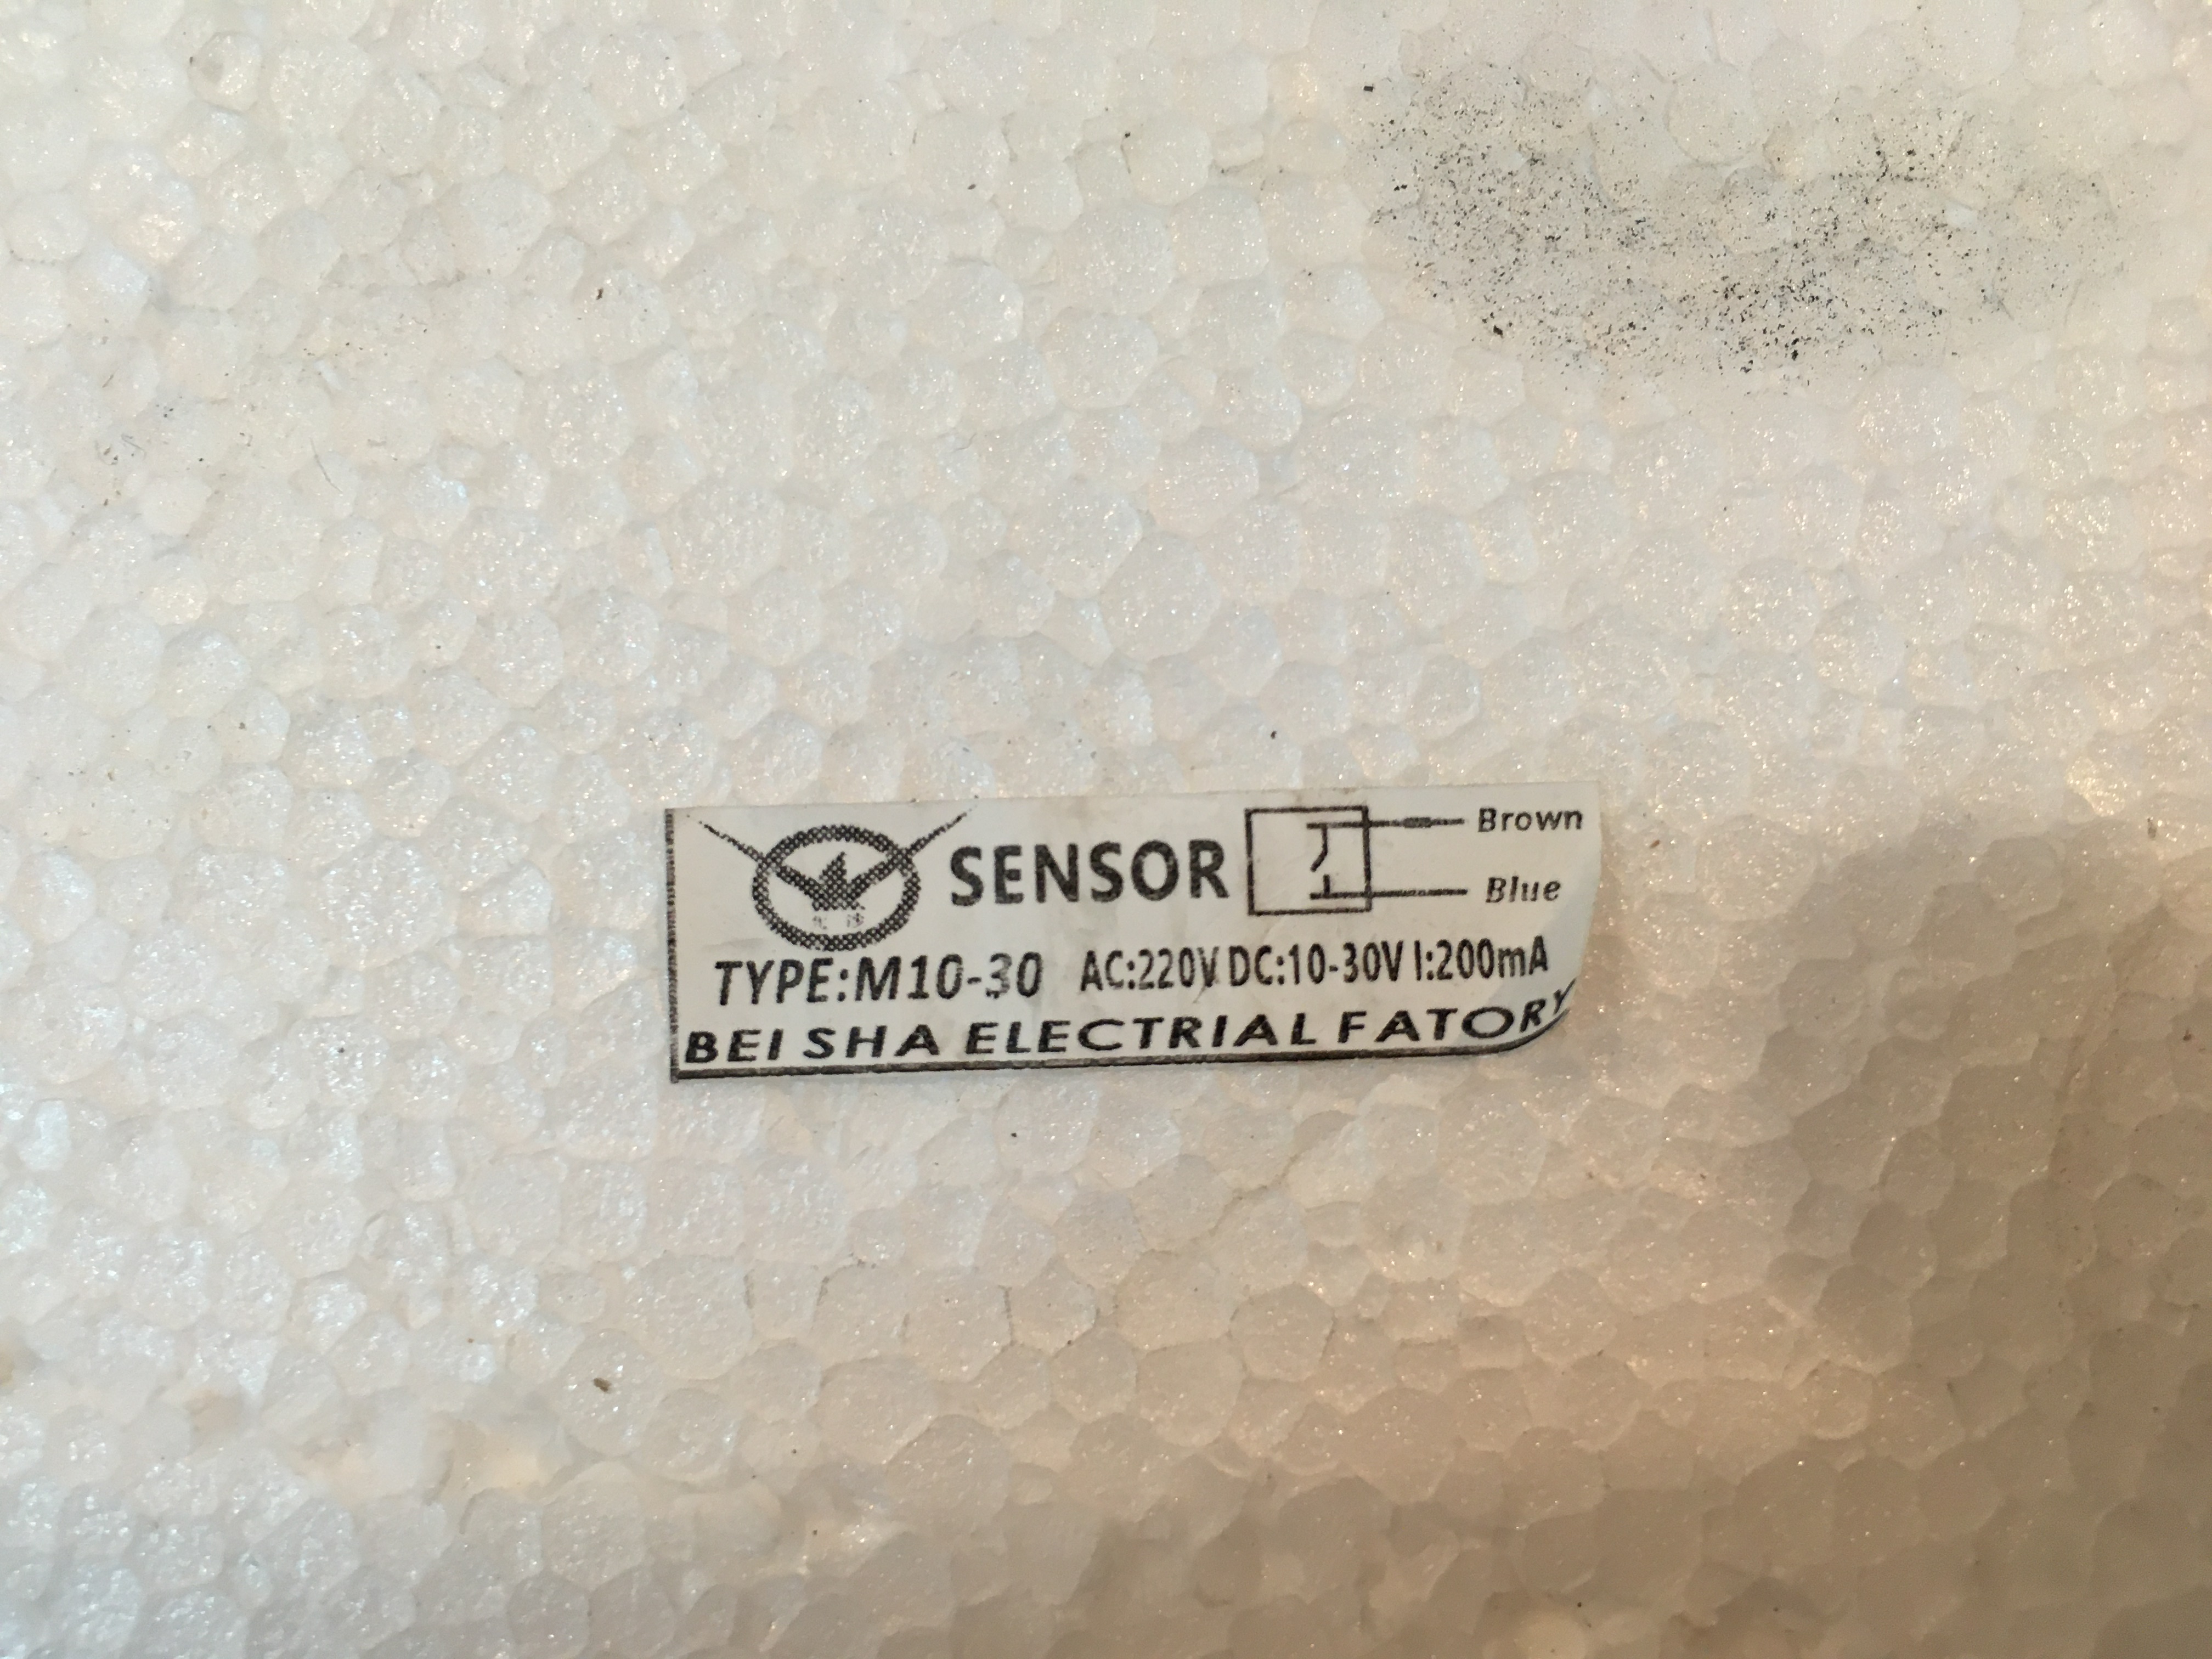 SENSOR
Brown
Blue
TYPE:M10-30 AC:220V DC:10-30V I:200mA
BEI SHA ELECTRIAL FATORY